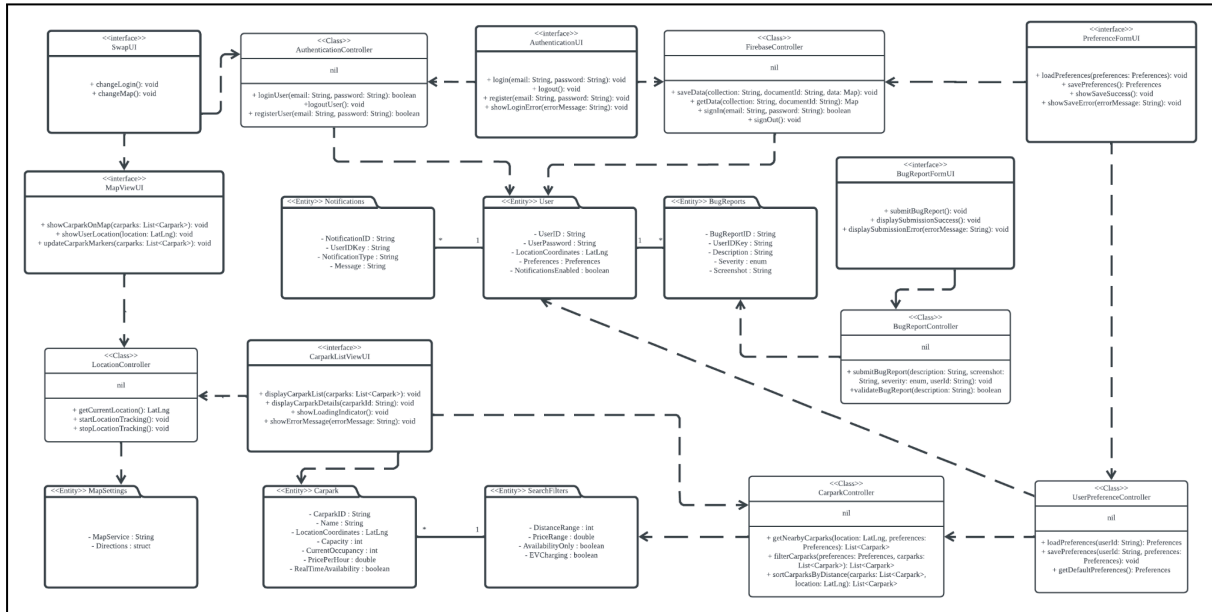 <<interface>>
SwapUI
+ changeLogin(): void
+ changeMap(): void
<<Class>>
AuthenticationController
nil
+ loginUser(email: String, password: String): boolean
+logoutUser(): void
+ registerUser(email: String, password: String): boolean
<<interface>>
AuthenticationUI
+ login(email: String, password: String): void
+ logout(): void
+ register(email: String, password: String): void
+ showLoginError(errorMessage: String): void
<<Class>>
FirebaseController
nil
+ saveData(collection: String, documentId: String, data: Map): void
+ getData(collection: String, documentId: String): Map
+ signIn(email: String, password: String): boolean
+ signOut(): void
<<interface>>
PreferenceFormUI
+ loadPreferences(preferences: Preferences): void
+ savePreferences(): Preferences
+ showSaveSuccess(): void
+ showSaveError(errorMessage: String): void
<<interface>>
MapViewUI
+ showCarparkOnMap(carparks: List<Carpark>): void
+ showUserLocation(location: LatLng): void
+ updateCarparkMarkers(carparks: List<Carpark>): void
<<Entity>> Notifications
- NotificationID : String
- UserIDKey : String
- NotificationType : String
- Message : String
*
1
<<Entity>> User
- UserID : String
- UserPassword : String
- LocationCoordinates : LatLng
- Preferences : Preferences
- NotificationsEnabled : boolean
1
*
<<Entity>> BugReports
- BugReportID : String
- UserIDKey : String
- Description : String
- Severity : enum
- Screenshot : String
<<interface>>
BugReportFormUI
+ submitBugReport(): void
+ displaySubmissionSuccess(): void
+ displaySubmissionError(errorMessage: String): void
<<Class>>
BugReportController
nil
+ submitBugReport(description: String, screenshot:
String, severity: enum, userId: String): void
+validateBugReport(description: String): boolean
<<Class>>
LocationController
nil
+ getCurrentLocation(): LatLng
+ startLocationTracking(): void
+ stopLocationTracking(): void
<<interface>>
CarparkListViewUI
+ displayCarparkList(carparks: List<Carpark>): void
+ displayCarparkDetails(carparkId: String): void
+ showLoadingIndicator(): void
+ showErrorMessage(errorMessage: String): void
<<Entity>> MapSettings
- MapService : String
- Directions : struct
<<Entity>> Carpark
- CarparkID : String
- Name : String
- LocationCoordinates : LatLng
- Capacity : int
- CurrentOccupancy : int
- PricePerHour : double
- RealTimeAvailability : boolean
*
1
<<Entity>> SearchFilters
- DistanceRange : int
- PriceRange : double
- AvailabilityOnly : boolean
- EVCharging : boolean
<<Class>>
CarparkController
nil
+ getNearbyCarparks(location: LatLng, preferences:
Preferences): List<Carpark>
+ filterCarparks(preferences: Preferences, carparks:
List<Carpark>): List<Carpark>
+ sortCarparksByDistance(carparks: List<Carpark>,
location: LatLng): List<Carpark>
<<Class>>
UserPreferenceController
nil
+ loadPreferences(userId: String): Preferences
+ savePreferences(userId: String, preferences:
Preferences): void
+ getDefaultPreferences(): Preferences